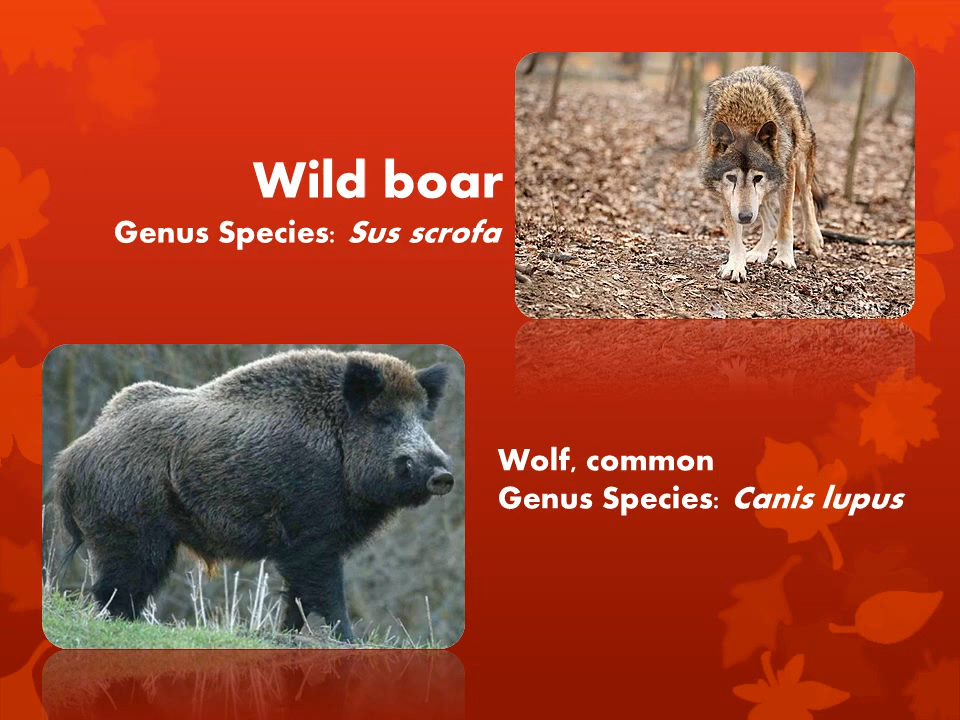 Wild boar
Genus Species: Sus scrofa
Wolf, common
Genus Species: Canis lupus